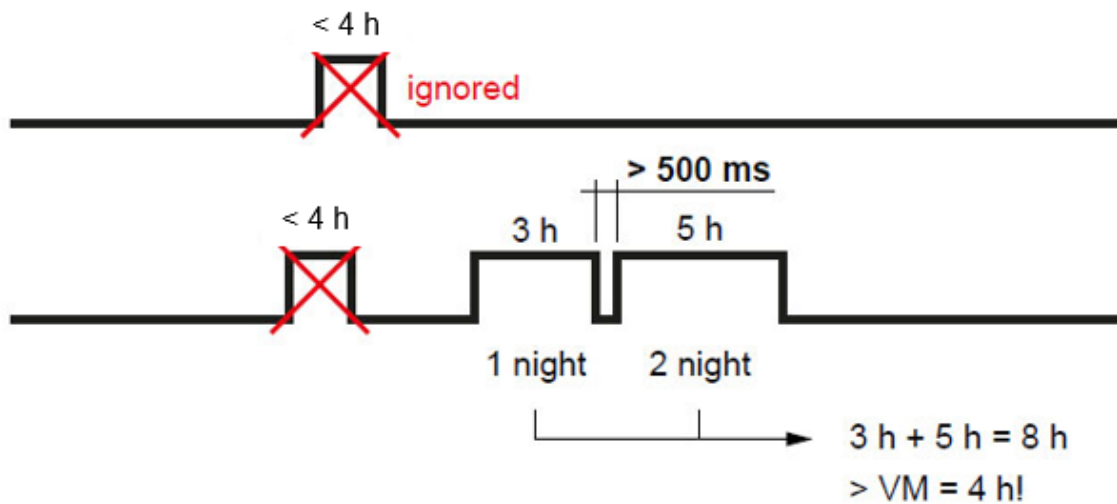 < 4 h
ignored
> 500 ms
< 4 h
3 h
5 h
1 night
2 night
3 h + 5 h = 8 h
> VM = 4 h!